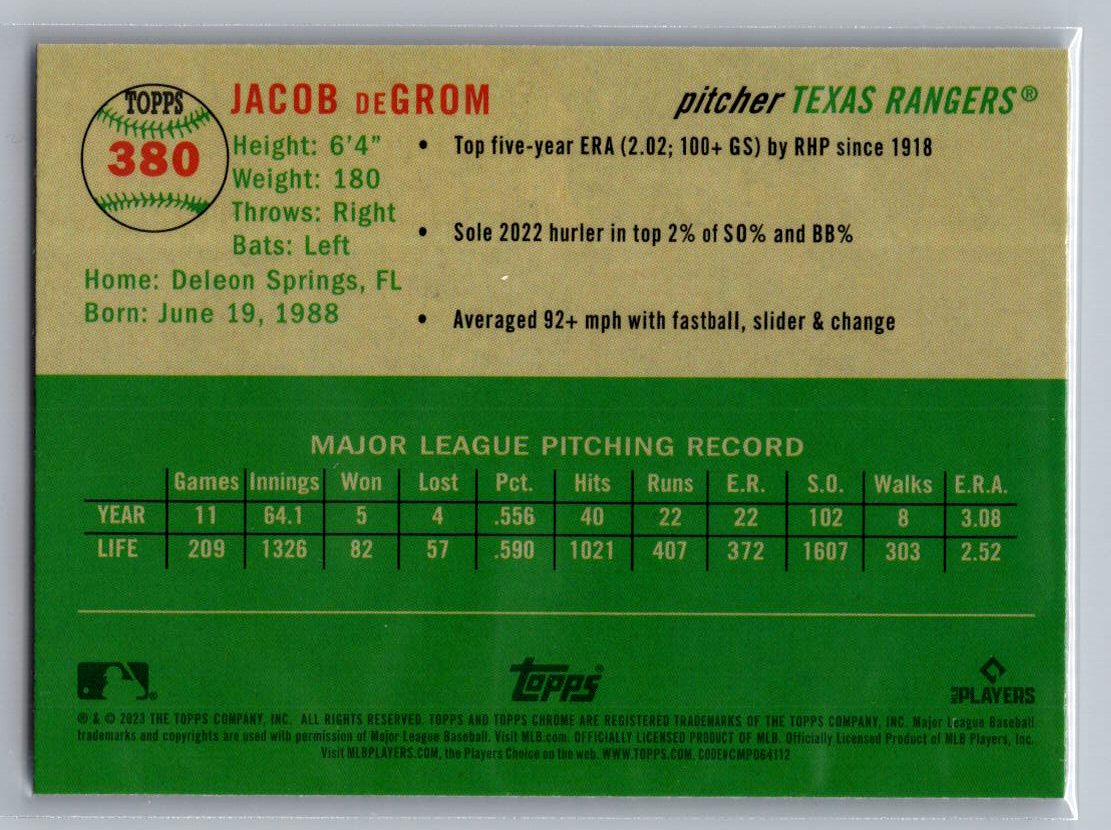 TOPPS
380
JACOB DEGROM
pitcher TEXAS RANGERS®
Height: 6'4"
Weight: 180
Throws: Right
Bats: Left
Home: Deleon Springs, FL
Born: June 19, 1988
• Top five-year ERA (2.02; 100+ GS) by RHP since 1918
• Sole 2022 hurler in top 2% of SO% and BB%
• Averaged 92+ mph with fastball, slider & change
MAJOR LEAGUE PITCHING RECORD
Games Innings Won Lost Pct. Hits Runs E.R. S.O. Walks E.R.A.
YEAR 11 64.1 5 4 .556 40 22 22 102 8 3.08
LIFE 209 1326 82 57 .590 1021 407 372 1607 303 2.52
topps
PLAYERS
® & © 2023 THE TOPPS COMPANY, INC. ALL RIGHTS RESERVED. TOPPS AND TOPPS CHROME ARE REGISTERED TRADEMARKS OF THE TOPPS COMPANY, INC. Major League Baseball
trademarks and copyrights are used with permission of Major League Baseball. Visit MLB.com. OFFICIALLY LICENSED PRODUCT OF MLB. Officially Licensed Product of MLB Players, Inc.
Visit MLBPLAYERS.COM, the Players Choice on the web. WWW.TOPPS.COM. CODE#CMP064112